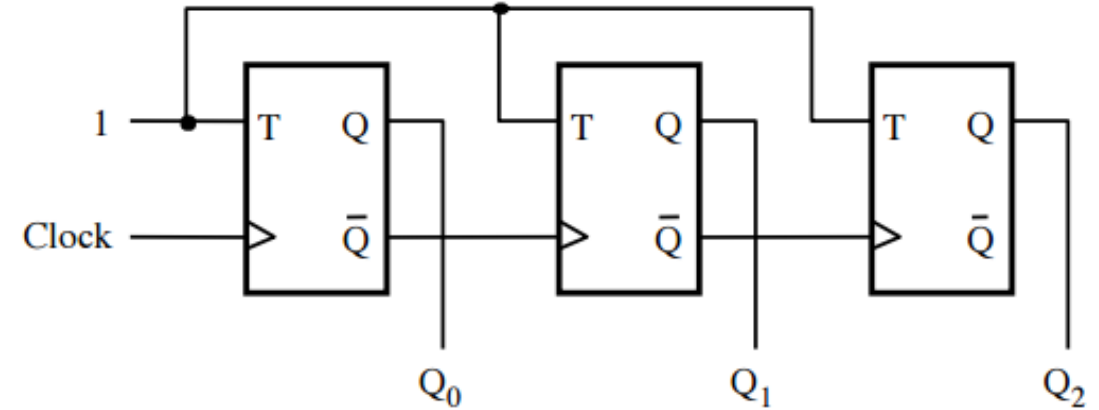 1 T Q T Q T Q
Clock Q̅ Q̅ Q̅
Q₀ Q₁ Q₂